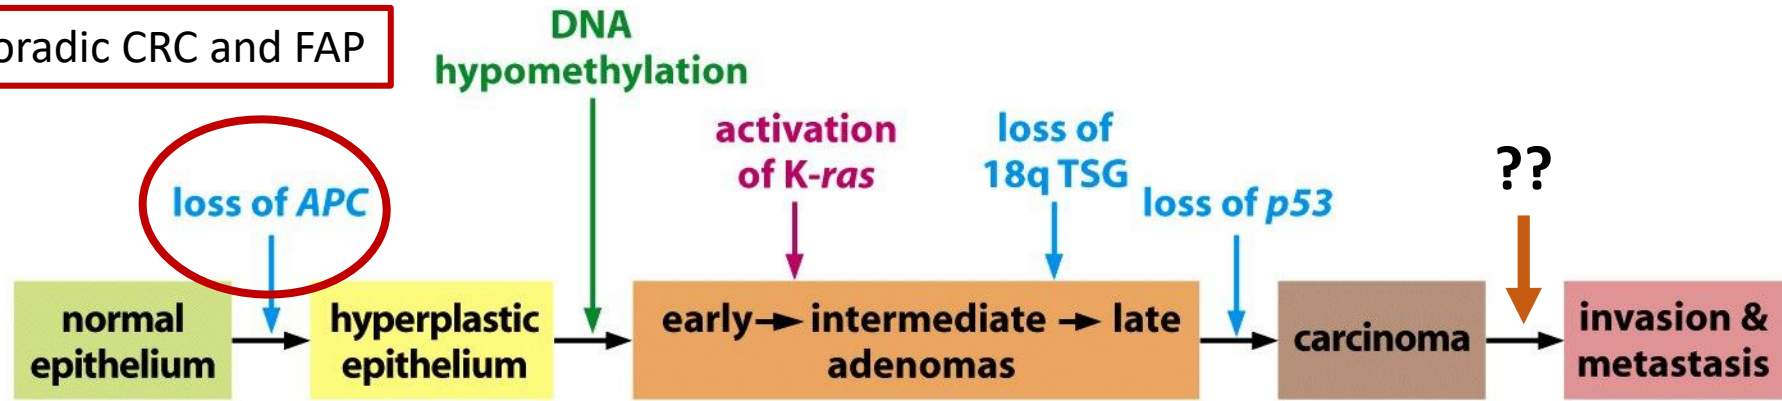 oradic CRC and FAP
DNA
hypomethylation
activation
of K-ras
loss of
18q TSG
??
loss of APC
loss of p53
normal
epithelium
hyperplastic
epithelium
early → intermediate → late
adenomas
carcinoma
invasion &
metastasis